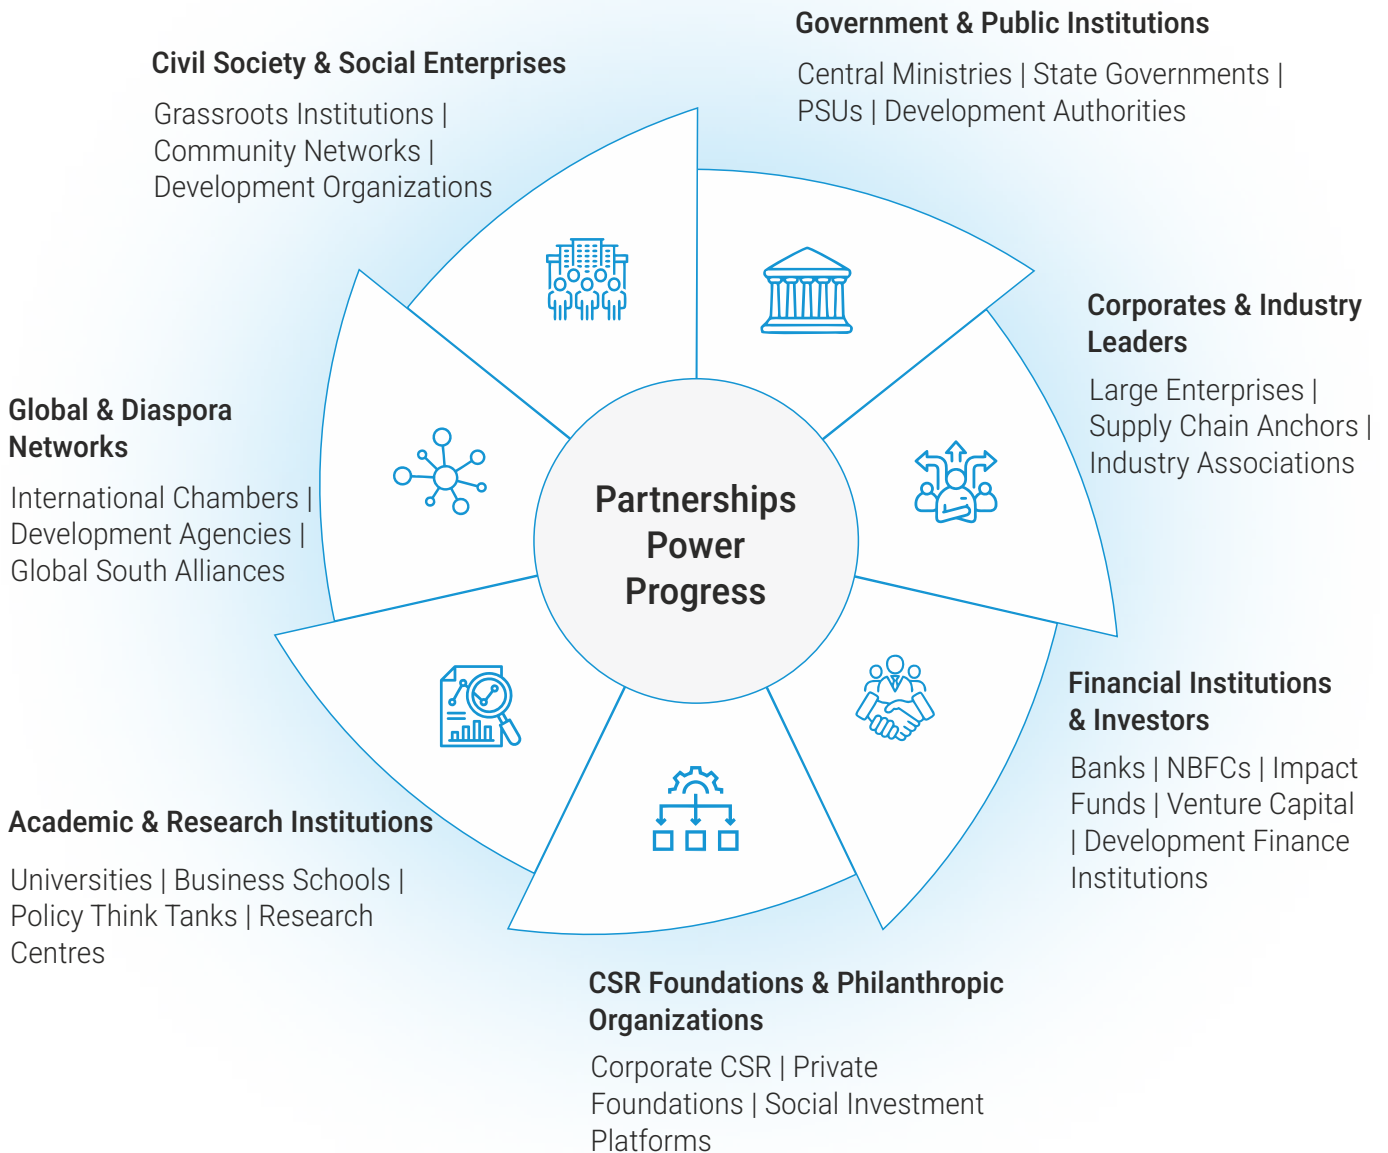 Government & Public Institutions
Central Ministries | State Governments |
PSUs | Development Authorities
Civil Society & Social Enterprises
Grassroots Institutions |
Community Networks |
Development Organizations
Corporates & Industry
Leaders
Large Enterprises |
Supply Chain Anchors |
Industry Associations
Global & Diaspora
Networks
International Chambers |
Development Agencies |
Global South Alliances
Partnerships
Power
Progress
Financial Institutions
& Investors
Banks | NBFCs | Impact
Funds | Venture Capital
| Development Finance
Institutions
Academic & Research Institutions
Universities | Business Schools |
Policy Think Tanks | Research
Centres
CSR Foundations & Philanthropic
Organizations
Corporate CSR | Private
Foundations | Social Investment
Platforms